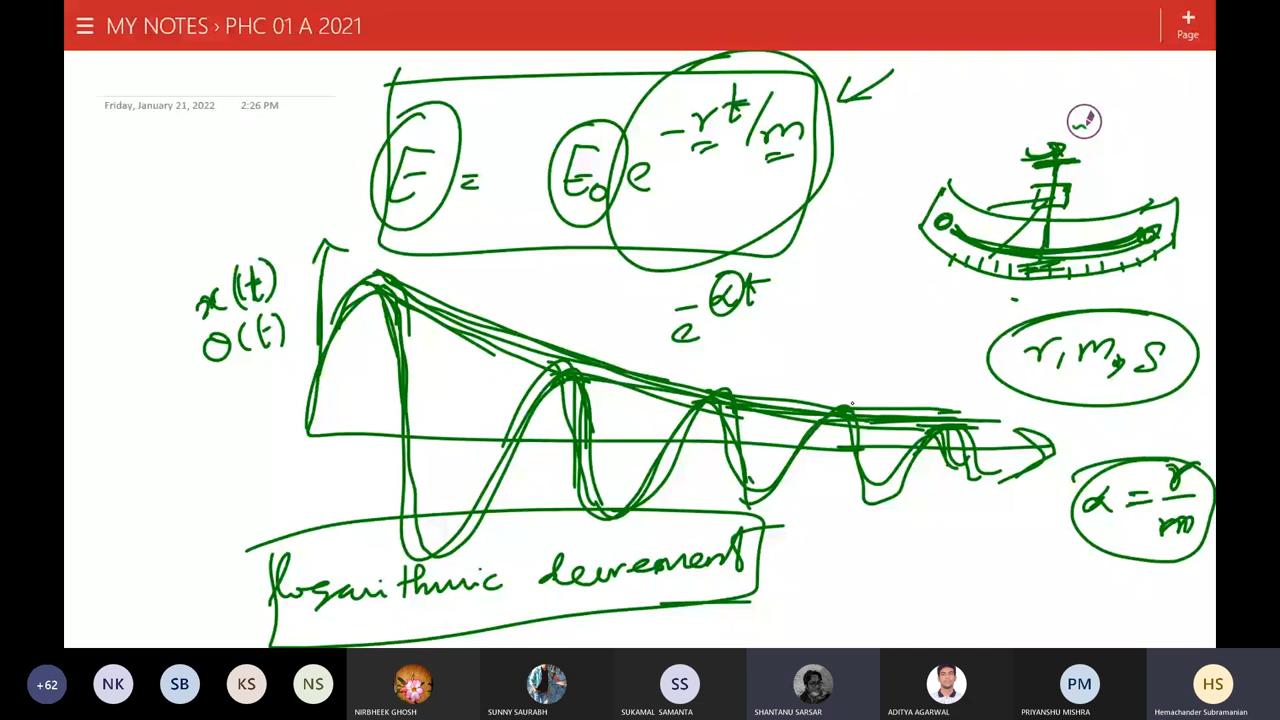 MY NOTES › PHC 01 A 2021
Page
Friday, January 21, 2022 2:26 PM
E = E₀ e^{-rt/m}
x(t)
θ(t)
e^{-αt}
r, m, s
α = r/m
logarithmic decrement
+62
NK
SB
KS
NS
NIRBHEEK GHOSH
SUNNY SAURABH
SS
SUKAMAL SAMANTA
SHANTANU SARSAR
ADITYA AGARWAL
PM
PRIYANSHU MISHRA
HS
Hemachander Subramanian